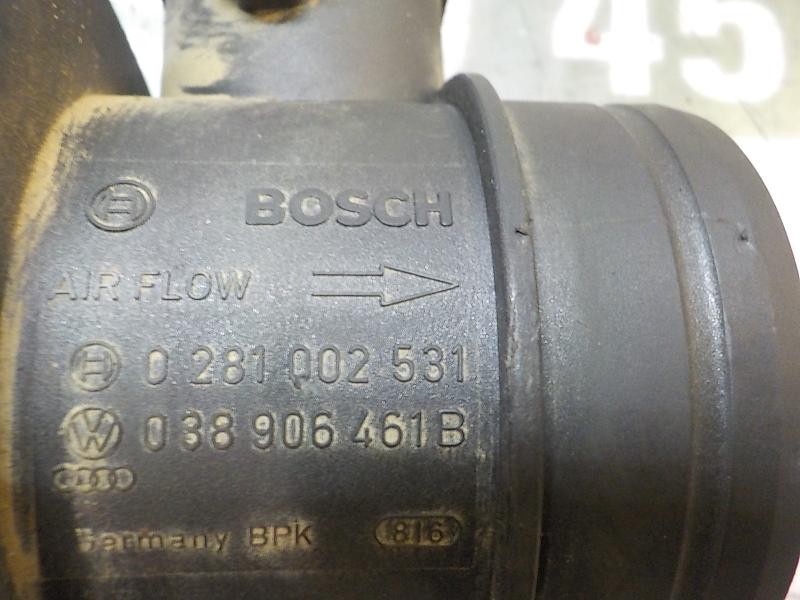 45
BOSCH
AIR FLOW
0 281 002 531
038 906 461 B
Germany BPK 816